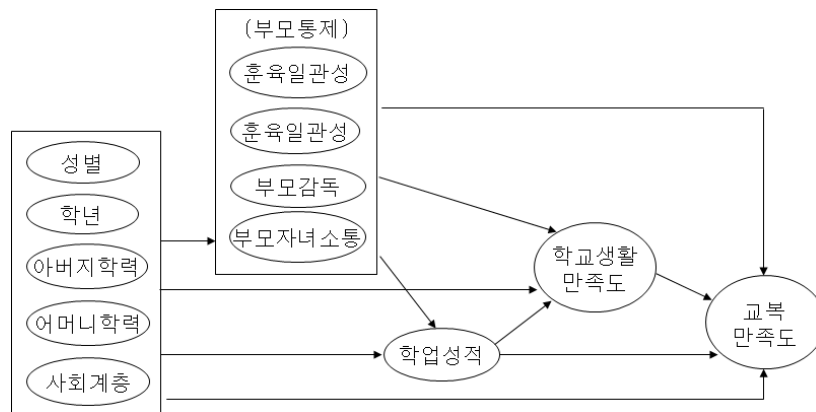 (부모통제)
훈육일관성
훈육일관성
부모감독
부모자녀소통
성별
학년
아버지학력
어머니학력
사회계층
학교생활
만족도
학업성적
교복
만족도